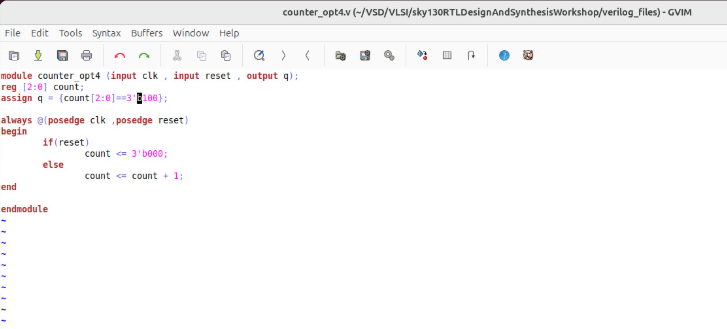 counter_opt4.v (~/VSD/VLSI/sky130RTLDesignAndSynthesisWorkshop/verilog_files) - GVIM
File Edit Tools Syntax Buffers Window Help
module counter_opt4 (input clk , input reset , output q);
reg [2:0] count;
assign q = {count[2:0]==3'b100};
always @(posedge clk ,posedge reset)
begin
if(reset)
count <= 3'b000;
else
count <= count + 1;
end
endmodule
~
~
~
~
~
~
~
~
~
~